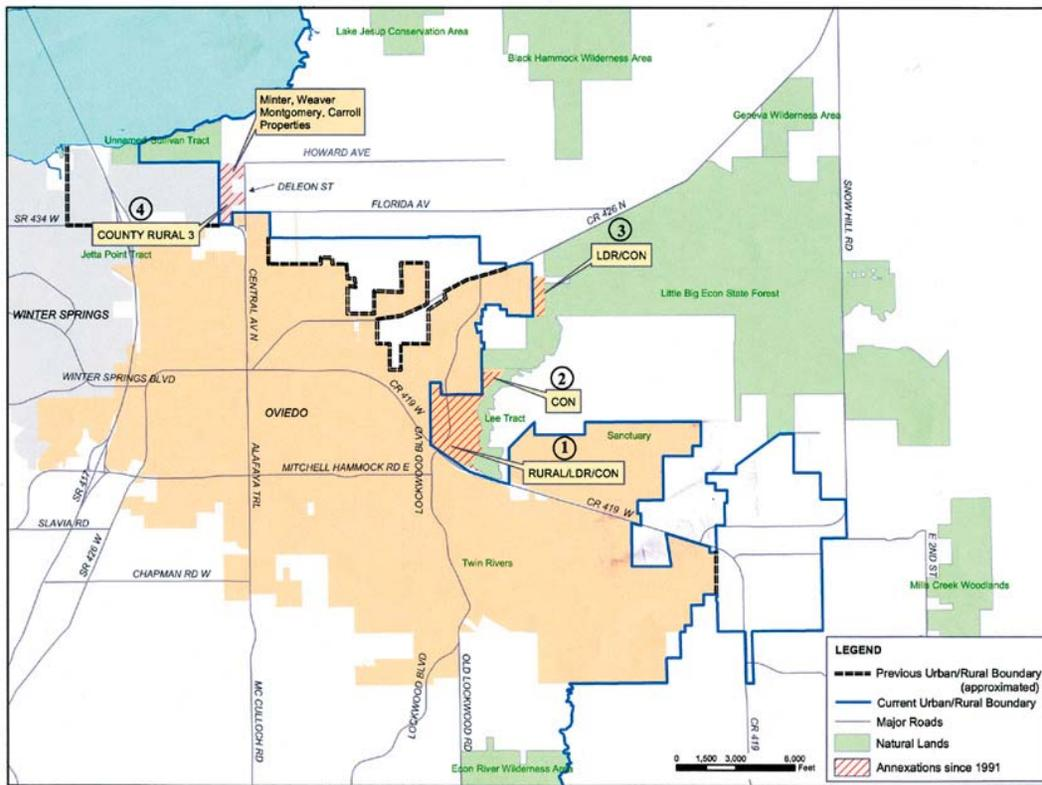 Lake Jesup Conservation Area
Black Hammock Wilderness Area
Minter, Weaver
Montgomery, Carroll
Properties
Geneva Wilderness Area
Unnamed Sullivan Tract
HOWARD AVE
DELEON ST
④
FLORIDA AV
CR 426 N
SNOW HILL RD
SR 434 W
COUNTY RURAL 3
③
LDR/CON
Jetta Point Tract
CENTRAL AV N
Little Big Econ State Forest
WINTER SPRINGS
WINTER SPRINGS BLVD
②
CON
CR 419 W
OVIEDO
LOCKWOOD BLVD
Lee Tract
①
Sanctuary
RURAL/LDR/CON
ALAFAYA TRL
MITCHELL HAMMOCK RD E
SR 417
CR 419 W
SLAVIA RD
SR 426 W
E 2ND ST
Twin Rivers
CHAPMAN RD W
Mills Creek Woodlands
MC CULLOCH RD
LOCKWOOD BLVD
OLD LOCKWOOD RD
CR 419
Econ River Wilderness Area
0 1,500 3,000 6,000
Feet
LEGEND
Previous Urban/Rural Boundary
(approximated)
Current Urban/Rural Boundary
Major Roads
Natural Lands
Annexations since 1991